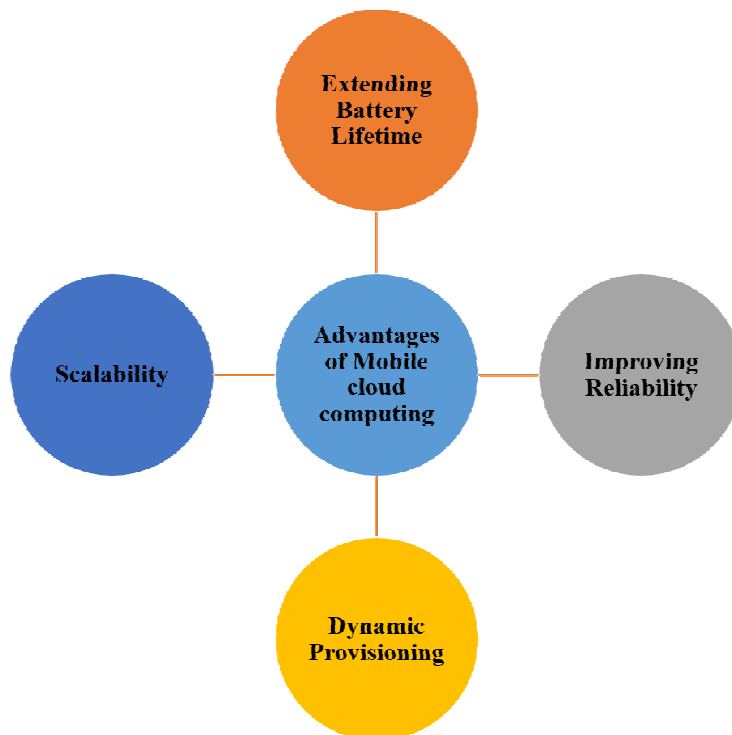 Extending
Battery
Lifetime
Scalability
Advantages
of Mobile
cloud
computing
Improving
Reliability
Dynamic
Provisioning